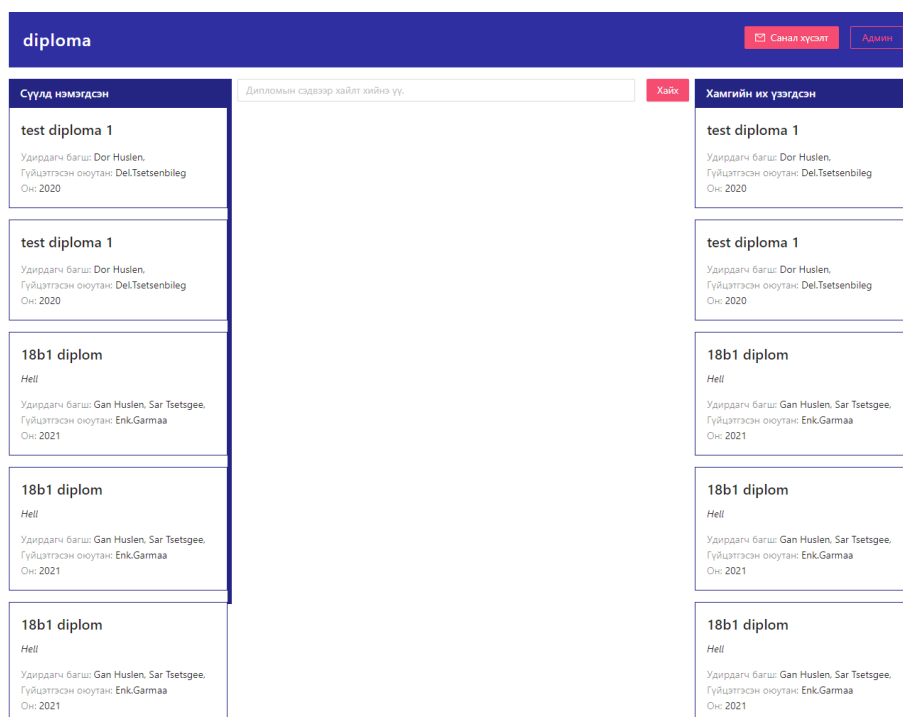 diploma
Санал хүсэлт
Админ
Сүүлд нэмэгдсэн
test diploma 1
Удирдагч багш: Dor Huslen,
Гүйцэтгэсэн оюутан: Del.Tsetsenbileg
Он: 2020
test diploma 1
Удирдагч багш: Dor Huslen,
Гүйцэтгэсэн оюутан: Del.Tsetsenbileg
Он: 2020
18b1 diplom
Hell
Удирдагч багш: Gan Huslen, Sar Tsetsgee,
Гүйцэтгэсэн оюутан: Enk.Garmaa
Он: 2021
18b1 diplom
Hell
Удирдагч багш: Gan Huslen, Sar Tsetsgee,
Гүйцэтгэсэн оюутан: Enk.Garmaa
Он: 2021
18b1 diplom
Hell
Удирдагч багш: Gan Huslen, Sar Tsetsgee,
Гүйцэтгэсэн оюутан: Enk.Garmaa
Он: 2021
Дипломын сэдвээр хайлт хийнэ үү.
Хайх
Хамгийн их үзэгдсэн
test diploma 1
Удирдагч багш: Dor Huslen,
Гүйцэтгэсэн оюутан: Del.Tsetsenbileg
Он: 2020
test diploma 1
Удирдагч багш: Dor Huslen,
Гүйцэтгэсэн оюутан: Del.Tsetsenbileg
Он: 2020
18b1 diplom
Hell
Удирдагч багш: Gan Huslen, Sar Tsetsgee,
Гүйцэтгэсэн оюутан: Enk.Garmaa
Он: 2021
18b1 diplom
Hell
Удирдагч багш: Gan Huslen, Sar Tsetsgee,
Гүйцэтгэсэн оюутан: Enk.Garmaa
Он: 2021
18b1 diplom
Hell
Удирдагч багш: Gan Huslen, Sar Tsetsgee,
Гүйцэтгэсэн оюутан: Enk.Garmaa
Он: 2021